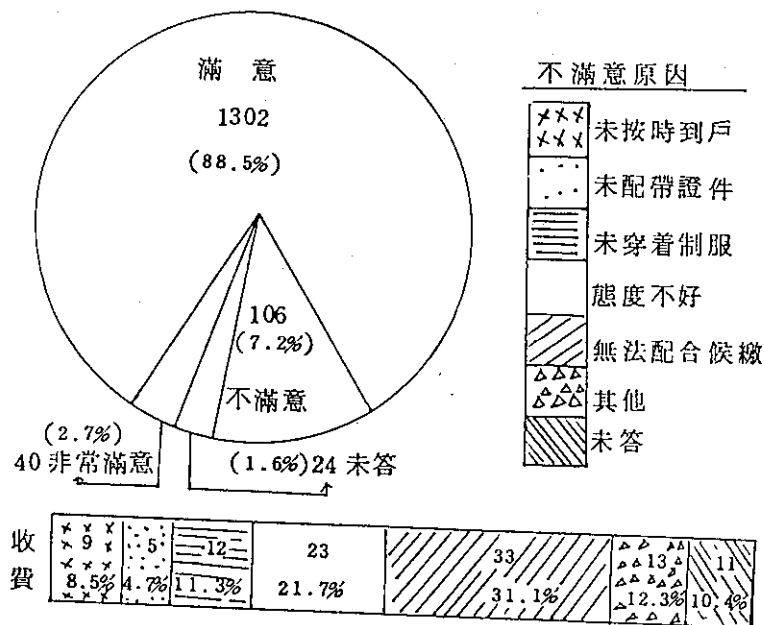 滿意
1302
(88.5%)
106
(7.2%)
不滿意
(2.7%)
40 非常滿意
(1.6%)24 未答
不滿意原因
未按時到戶
未配帶證件
未穿着制服
態度不好
無法配合候繳
其他
未答
收費
9 5 12 23 33 13 11
8.5% 4.7% 11.3% 21.7% 31.1% 12.3% 10.4%